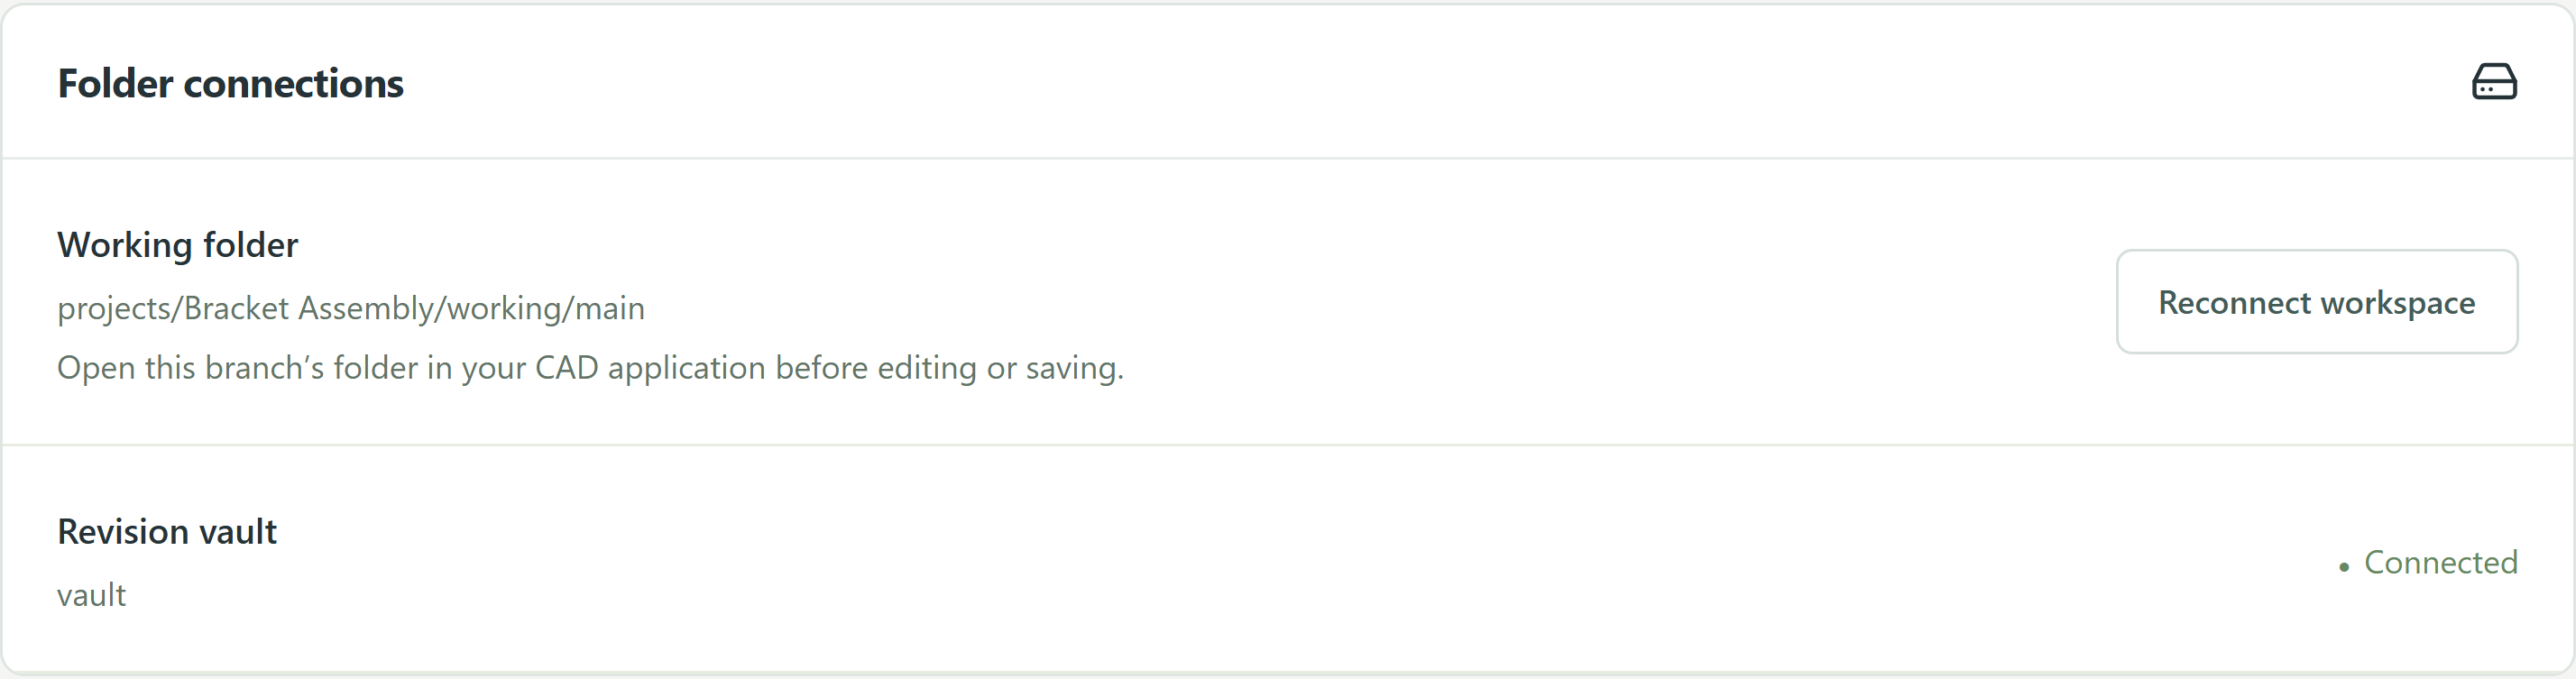 Folder connections
Working folder
projects/Bracket Assembly/working/main
Open this branch’s folder in your CAD application before editing or saving.
Reconnect workspace
Revision vault
vault
• Connected